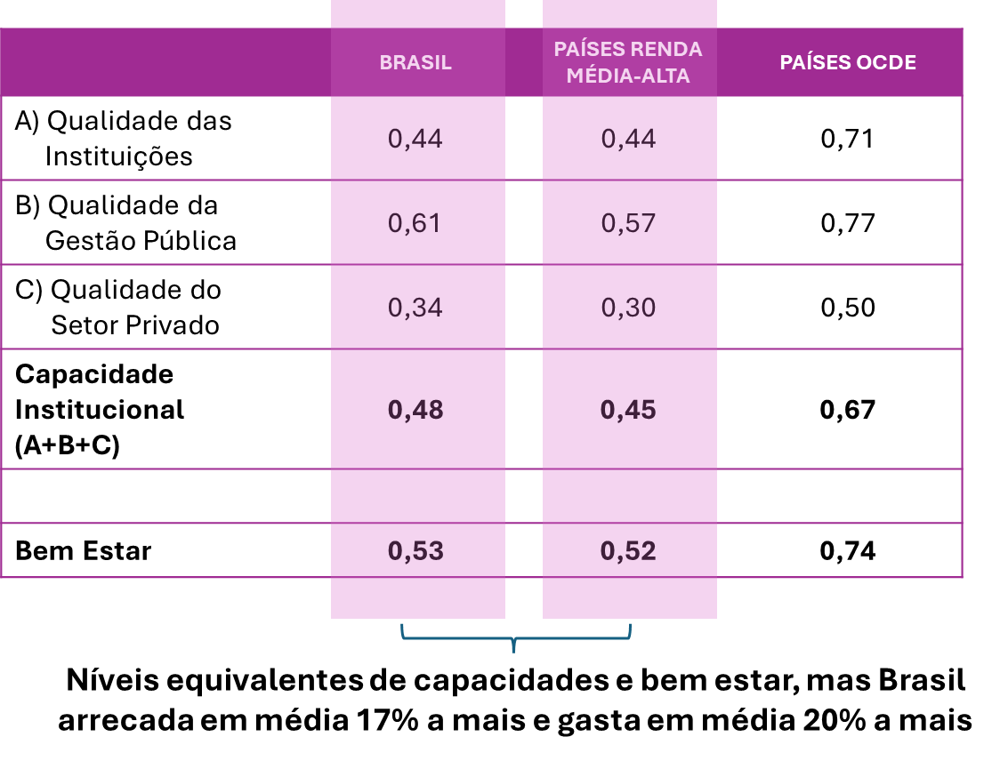 BRASIL
PAÍSES RENDA
MÉDIA-ALTA
PAÍSES OCDE
A) Qualidade das
Instituições
0,44
0,44
0,71
B) Qualidade da
Gestão Pública
0,61
0,57
0,77
C) Qualidade do
Setor Privado
0,34
0,30
0,50
Capacidade
Institucional
(A+B+C)
0,48
0,45
0,67
Bem Estar
0,53
0,52
0,74
Níveis equivalentes de capacidades e bem estar, mas Brasil
arrecada em média 17% a mais e gasta em média 20% a mais